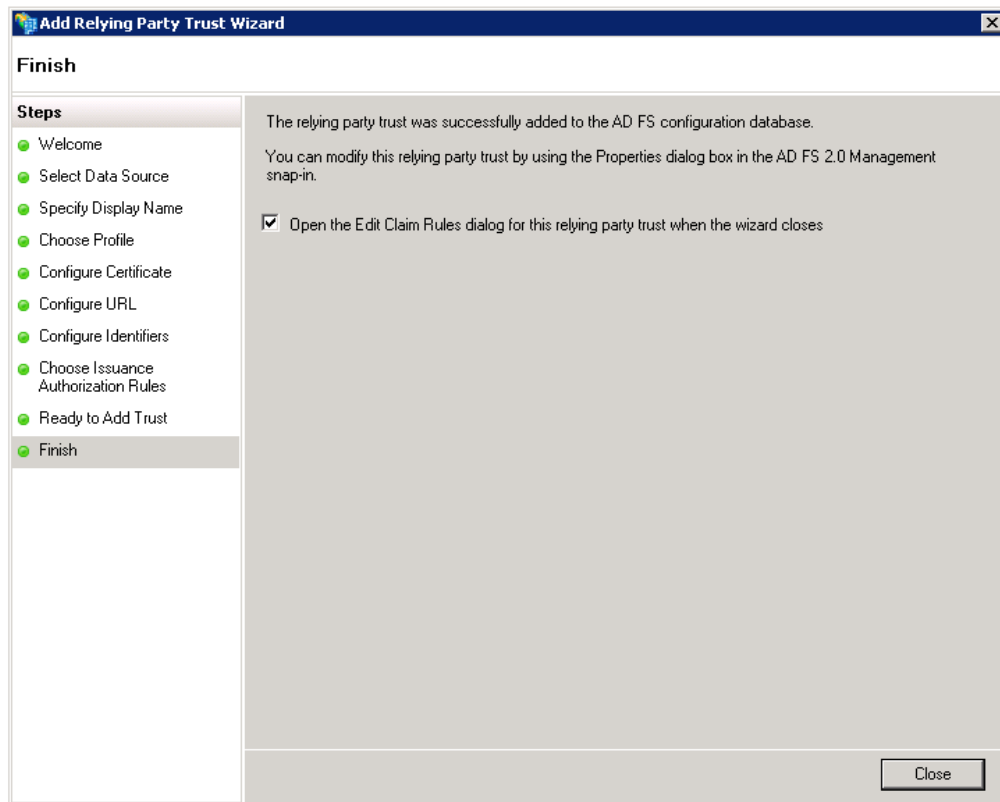 Add Relying Party Trust Wizard
Finish
Steps
Welcome
Select Data Source
Specify Display Name
Choose Profile
Configure Certificate
Configure URL
Configure Identifiers
Choose Issuance
Authorization Rules
Ready to Add Trust
Finish
The relying party trust was successfully added to the AD FS configuration database.
You can modify this relying party trust by using the Properties dialog box in the AD FS 2.0 Management
snap-in.
Open the Edit Claim Rules dialog for this relying party trust when the wizard closes
Close